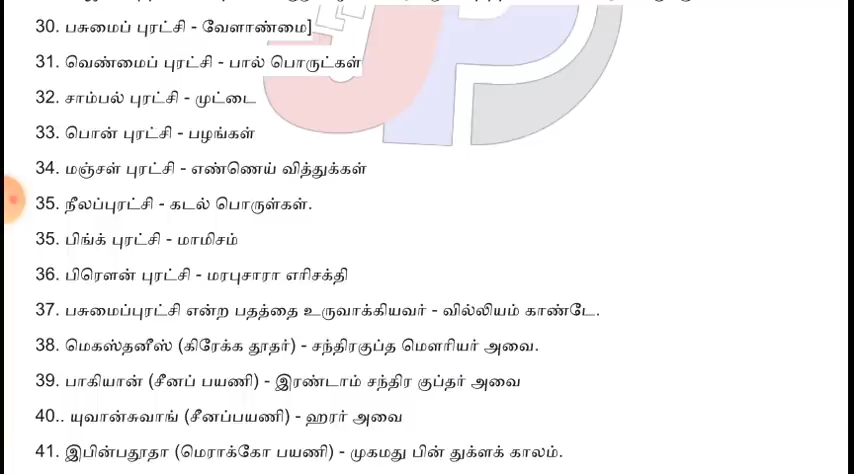 30. பசுமைப் புரட்சி - வேளாண்மை]
31. வெண்மைப் புரட்சி - பால் பொருட்கள்
32. சாம்பல் புரட்சி - முட்டை
33. பொன் புரட்சி - பழங்கள்
34. மஞ்சள் புரட்சி - எண்ணெய் வித்துக்கள்
35. நீலப்புரட்சி - கடல் பொருள்கள்.
35. பிங்க் புரட்சி - மாமிசம்
36. பிரௌன் புரட்சி - மரபுசாரா எரிசக்தி
37. பசுமைப்புரட்சி என்ற பதத்தை உருவாக்கியவர் - வில்லியம் காண்டே.
38. மெகஸ்தனீஸ் (கிரேக்க தூதர்) - சந்திரகுப்த மௌரியர் அவை.
39. பாகியான் (சீனப் பயணி) - இரண்டாம் சந்திர குப்தர் அவை
40.. யுவான்சுவாங் (சீனப்பயணி) - ஹரர் அவை
41. இபின்பதூதா (மொராக்கோ பயணி) - முகமது பின் துக்ளக் காலம்.